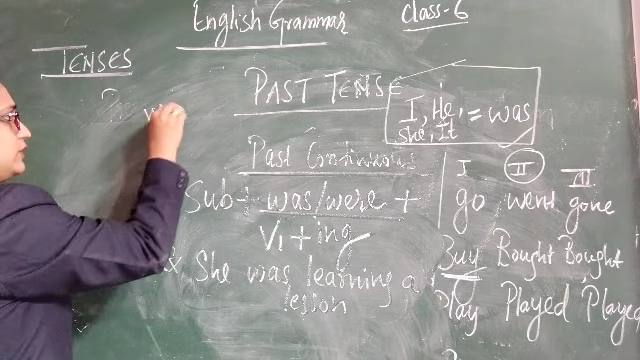 English Grammar
Class-6
TENSES
PAST TENSE
I, He, = was
She, It
Past Continuous
Sub + was/were +
V1 + ing
She was learning a
lesson
I II III
go went gone
Buy Bought Bought
Play Played Played